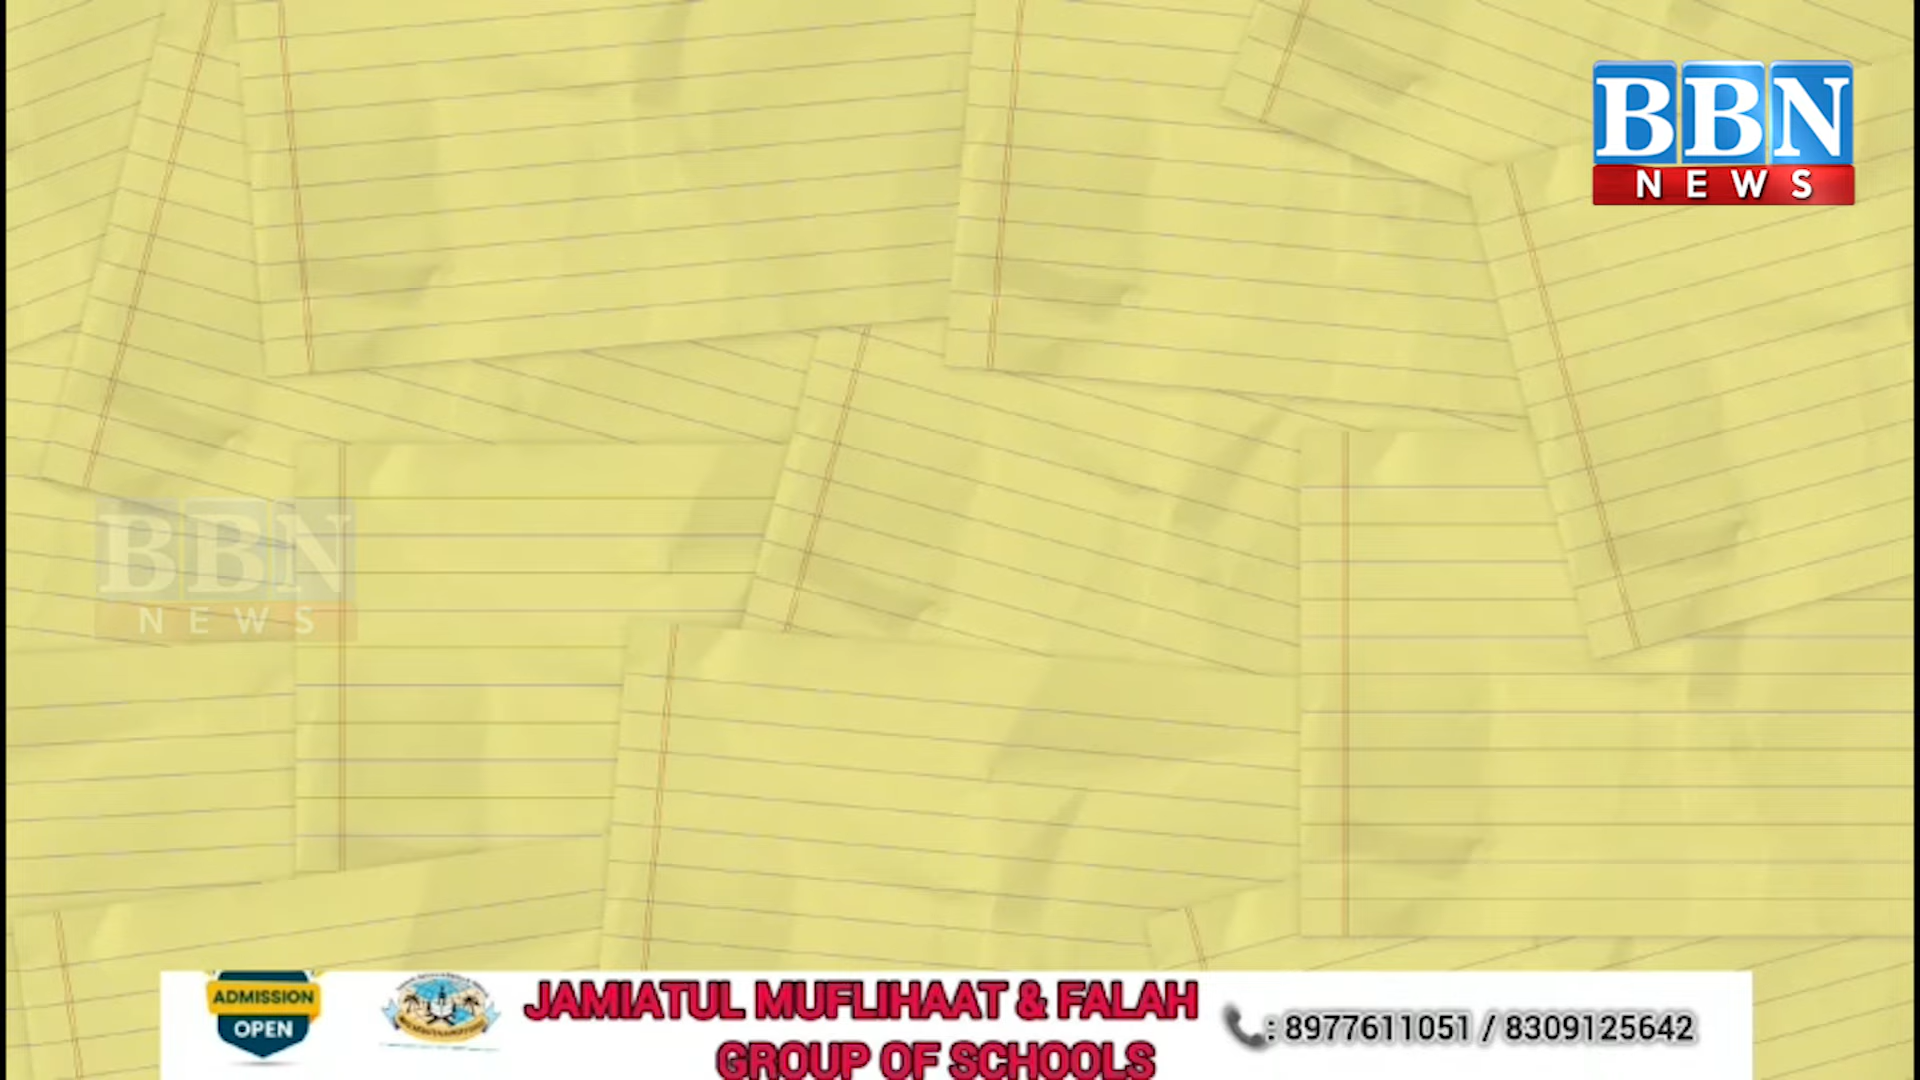 BBN
NEWS
BBN
NEWS
ADMISSION
OPEN
JAMIATUL MUFLIHAAT & FALAH
GROUP OF SCHOOLS
: 8977611051 / 8309125642